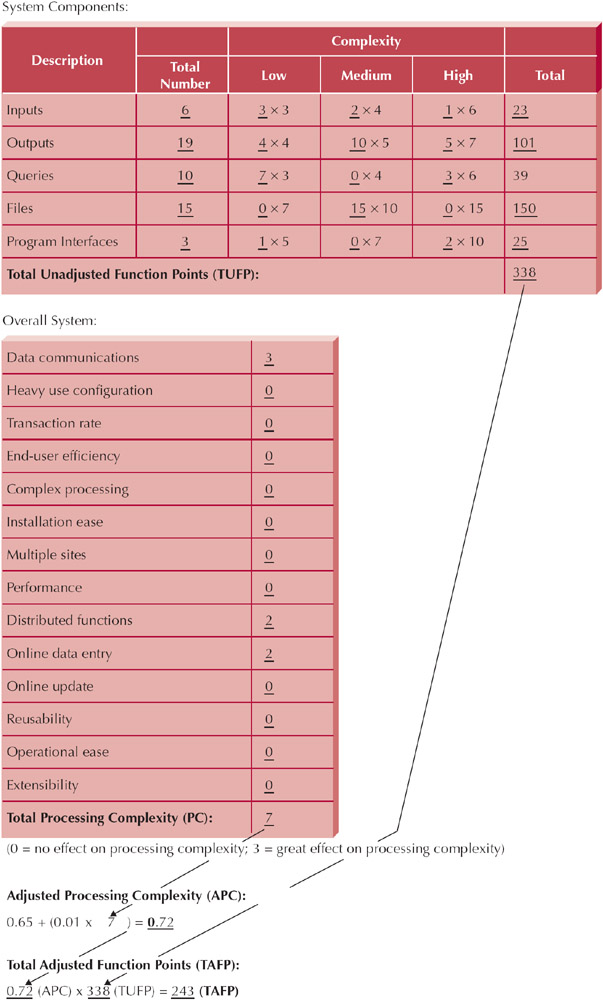 System Components:
Complexity
Description
Total Number Low Medium High Total
Inputs 6 3 × 3 2 × 4 1 × 6 23
Outputs 19 4 × 4 10 × 5 5 × 7 101
Queries 10 7 × 3 0 × 4 3 × 6 39
Files 15 0 × 7 15 × 10 0 × 15 150
Program Interfaces 3 1 × 5 0 × 7 2 × 10 25
Total Unadjusted Function Points (TUFP): 338
Overall System:
Data communications 3
Heavy use configuration 0
Transaction rate 0
End-user efficiency 0
Complex processing 0
Installation ease 0
Multiple sites 0
Performance 0
Distributed functions 2
Online data entry 2
Online update 0
Reusability 0
Operational ease 0
Extensibility 0
Total Processing Complexity (PC): 7
(0 = no effect on processing complexity; 3 = great effect on processing complexity)
Adjusted Processing Complexity (APC):
0.65 + (0.01 x 7 ) = 0.72
Total Adjusted Function Points (TAFP):
0.72 (APC) x 338 (TUFP) = 243 (TAFP)